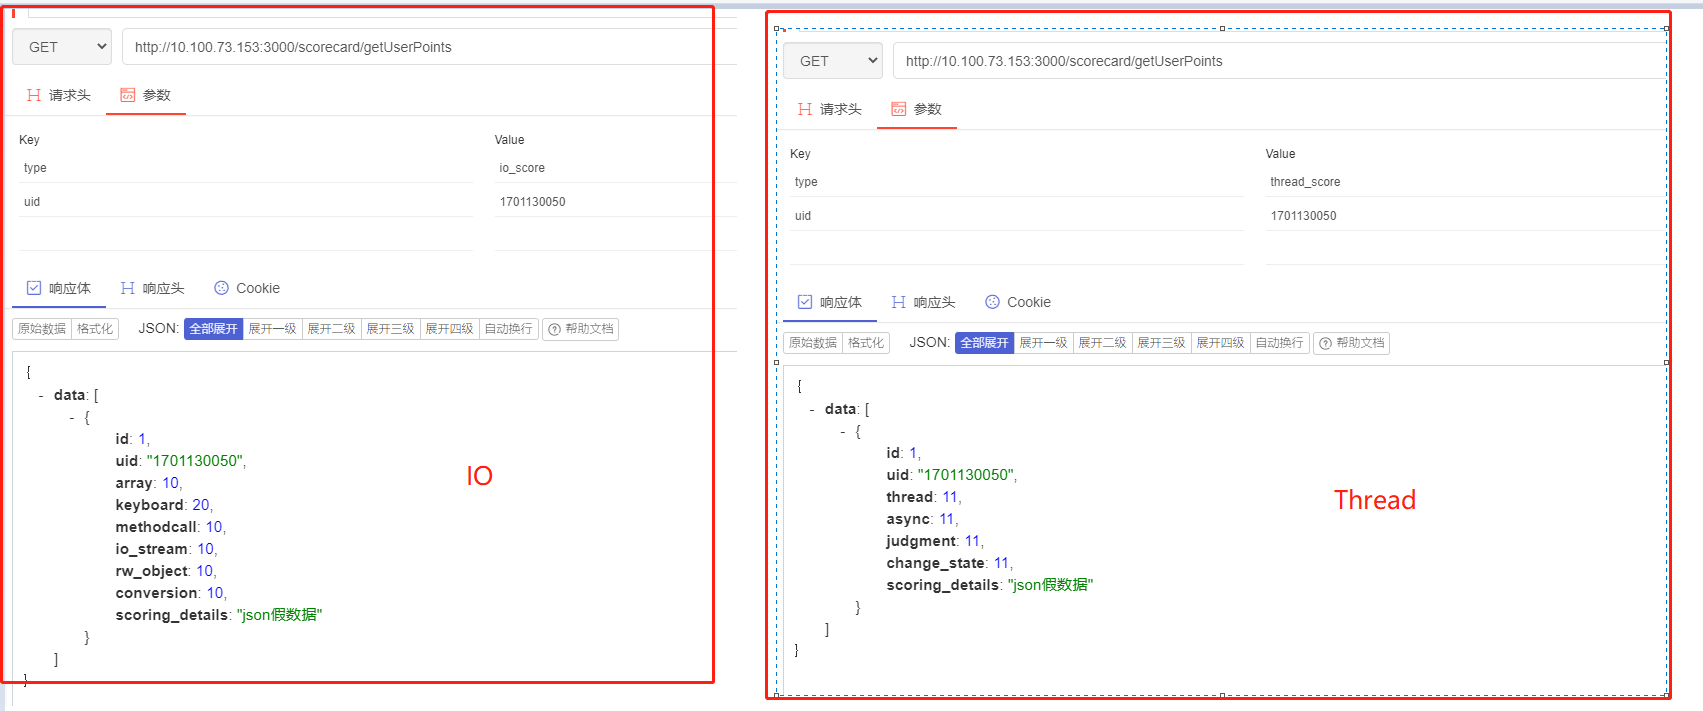 GET
http://10.100.73.153:3000/scorecard/getUserPoints
请求头 参数
Key Value
type io_score
uid 1701130050
响应体 响应头 Cookie
原始数据 格式化 JSON: 全部展开 展开一级 展开二级 展开三级 展开四级 自动换行 帮助文档
{
- data: [
- {
id: 1,
uid: "1701130050",
array: 10,
keyboard: 20,
methodcall: 10,
io_stream: 10,
rw_object: 10,
conversion: 10,
scoring_details: "json假数据"
}
]
}
IO
GET
http://10.100.73.153:3000/scorecard/getUserPoints
请求头 参数
Key Value
type thread_score
uid 1701130050
响应体 响应头 Cookie
原始数据 格式化 JSON: 全部展开 展开一级 展开二级 展开三级 展开四级 自动换行 帮助文档
{
- data: [
- {
id: 1,
uid: "1701130050",
thread: 11,
async: 11,
judgment: 11,
change_state: 11,
scoring_details: "json假数据"
}
]
}
Thread